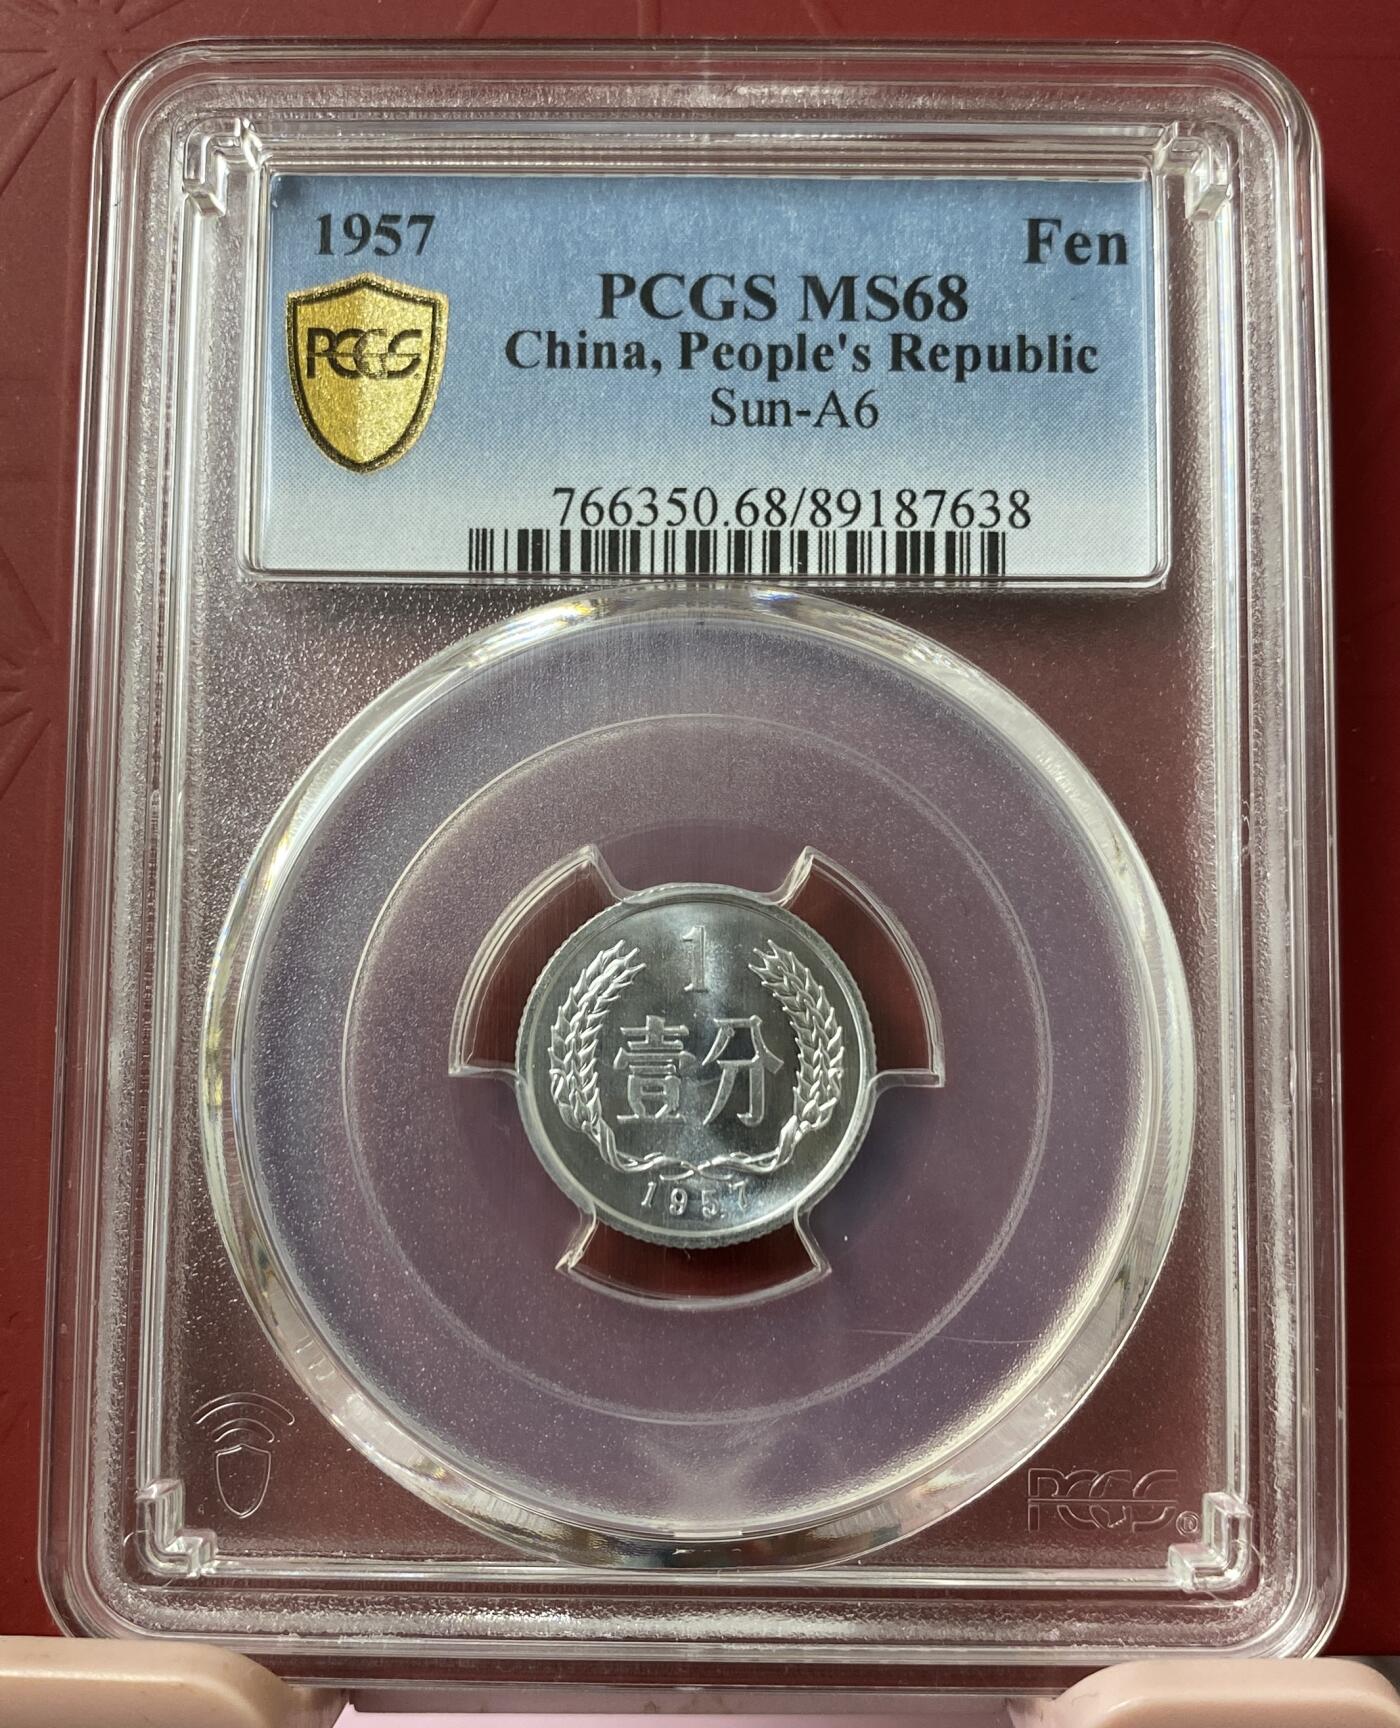 1957
Fen
PCGS
PCGS MS68
China, People's Republic
Sun-A6
766350.68/89187638
1
壹分
1957
PCGS®